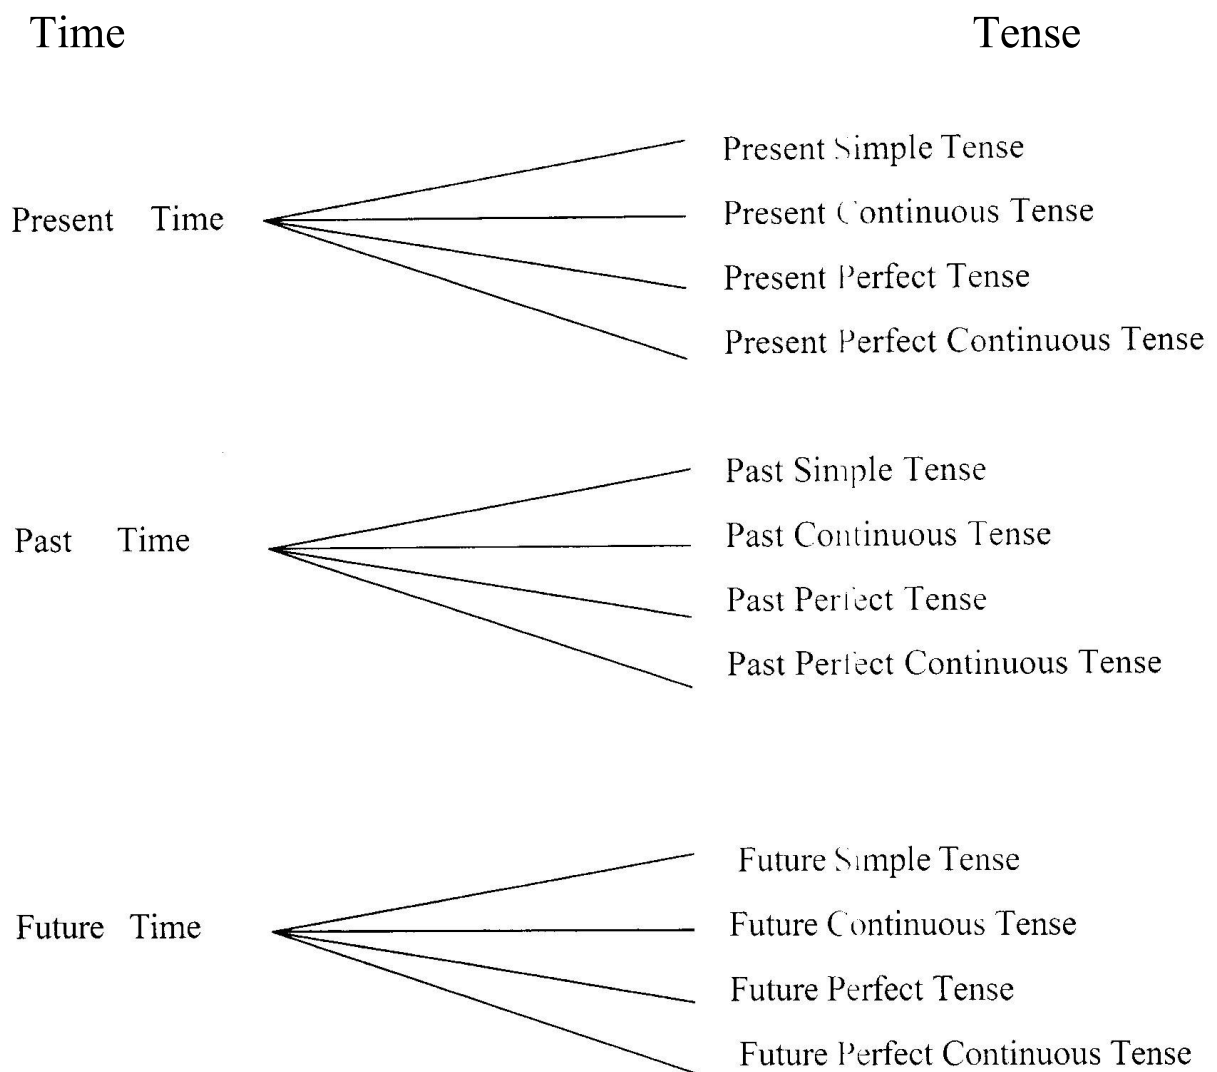 Time Tense
Present Simple Tense
Present Time
Present Continuous Tense
Present Perfect Tense
Present Perfect Continuous Tense
Past Simple Tense
Past Time
Past Continuous Tense
Past Perfect Tense
Past Perfect Continuous Tense
Future Simple Tense
Future Time
Future Continuous Tense
Future Perfect Tense
Future Perfect Continuous Tense